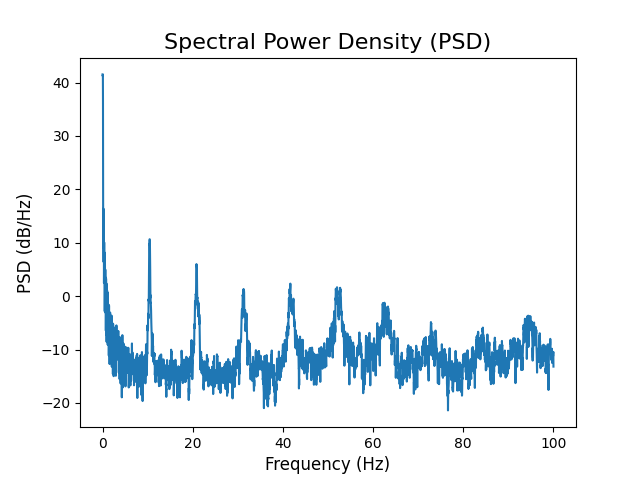 Spectral Power Density (PSD)
40
30
20
10
0
−10
−20
PSD (dB/Hz)
0 20 40 60 80 100
Frequency (Hz)